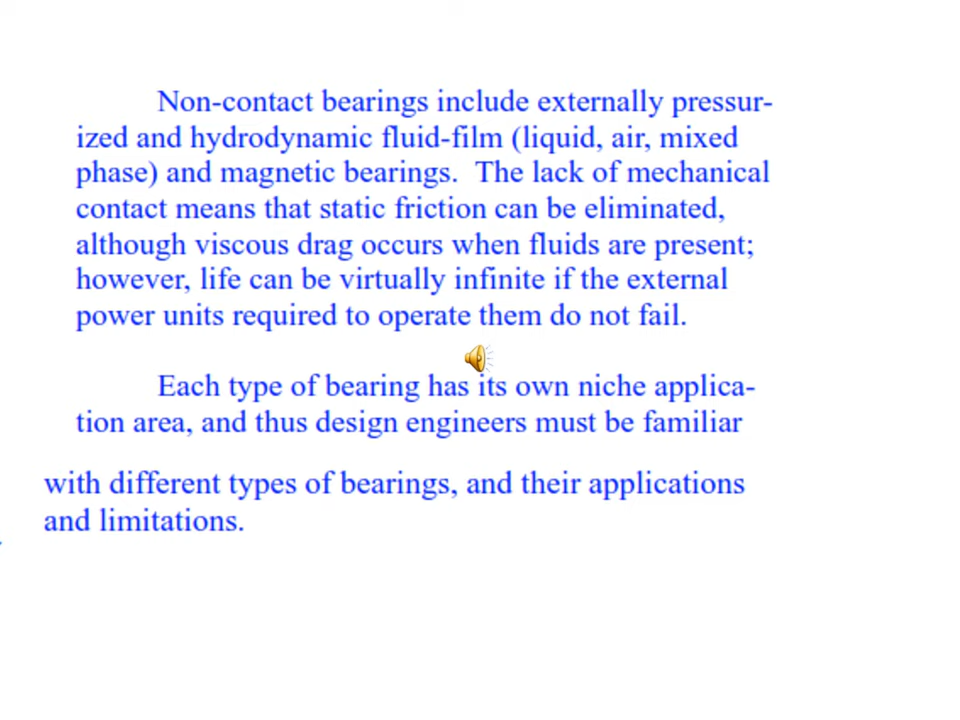 Non-contact bearings include externally pressur-
ized and hydrodynamic fluid-film (liquid, air, mixed
phase) and magnetic bearings.  The lack of mechanical
contact means that static friction can be eliminated,
although viscous drag occurs when fluids are present;
however, life can be virtually infinite if the external
power units required to operate them do not fail.
Each type of bearing has its own niche applica-
tion area, and thus design engineers must be familiar
with different types of bearings, and their applications
and limitations.